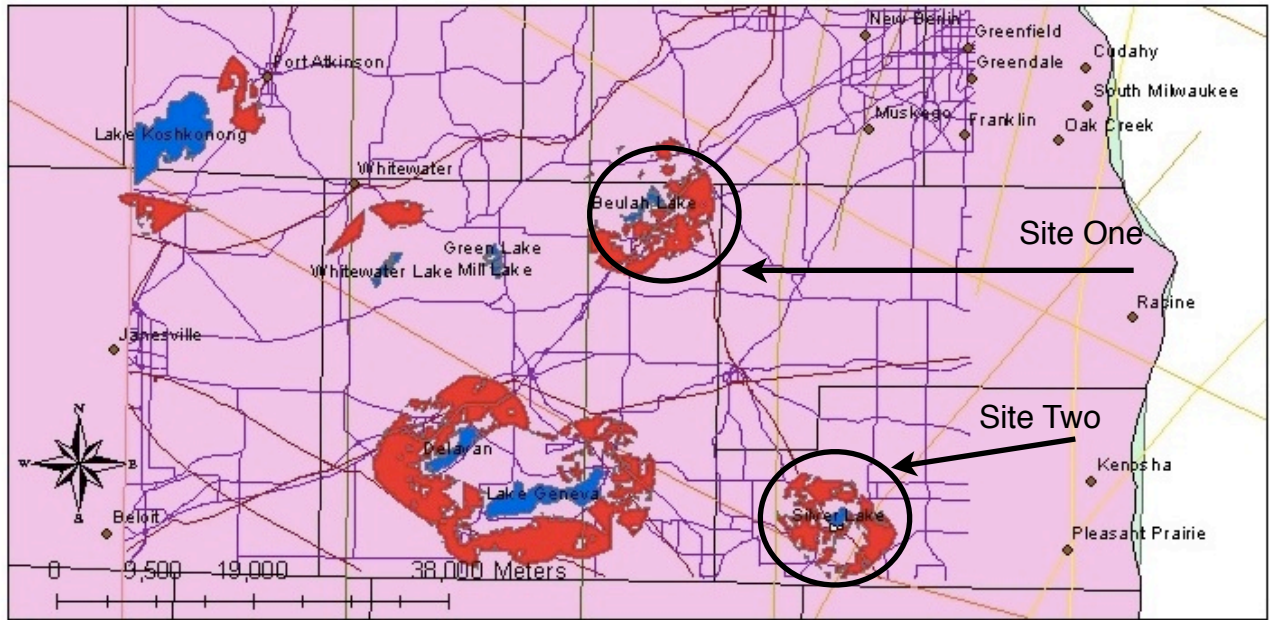 New Berlin
Greenfield
Cudahy
Fort Atkinson
Greendale
South Milwaukee
Lake Koshkonong
Muskego
Franklin
Oak Creek
Whitewater
Beulah Lake
Site One
Green Lake
Whitewater Lake Mill Lake
Racine
Janesville
Site Two
N
W
Delavan
Kenosha
Lake Geneva
Silver Lake
Beloit
Pleasant Prairie
0 9,500 19,000 38,000 Meters